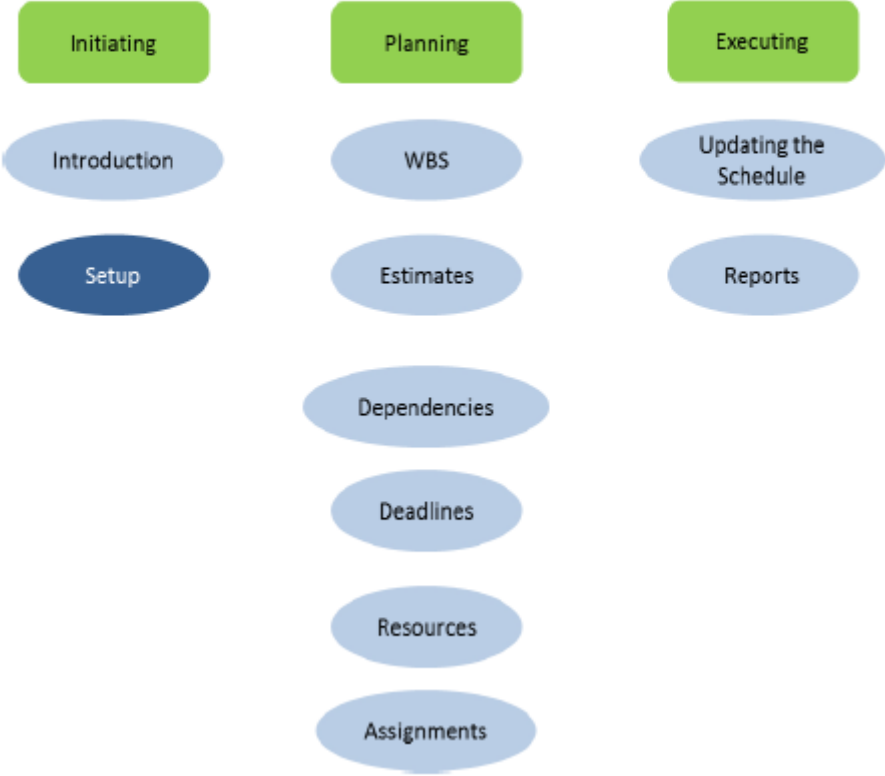 Initiating
Planning
Executing
Introduction
WBS
Updating the
Schedule
Setup
Estimates
Reports
Dependencies
Deadlines
Resources
Assignments